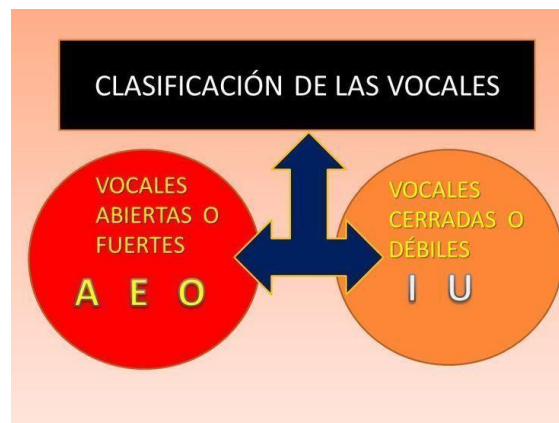 CLASIFICACIÓN DE LAS VOCALES
VOCALES
ABIERTAS O
FUERTES
A E O
VOCALES
CERRADAS O
DÉBILES
I U